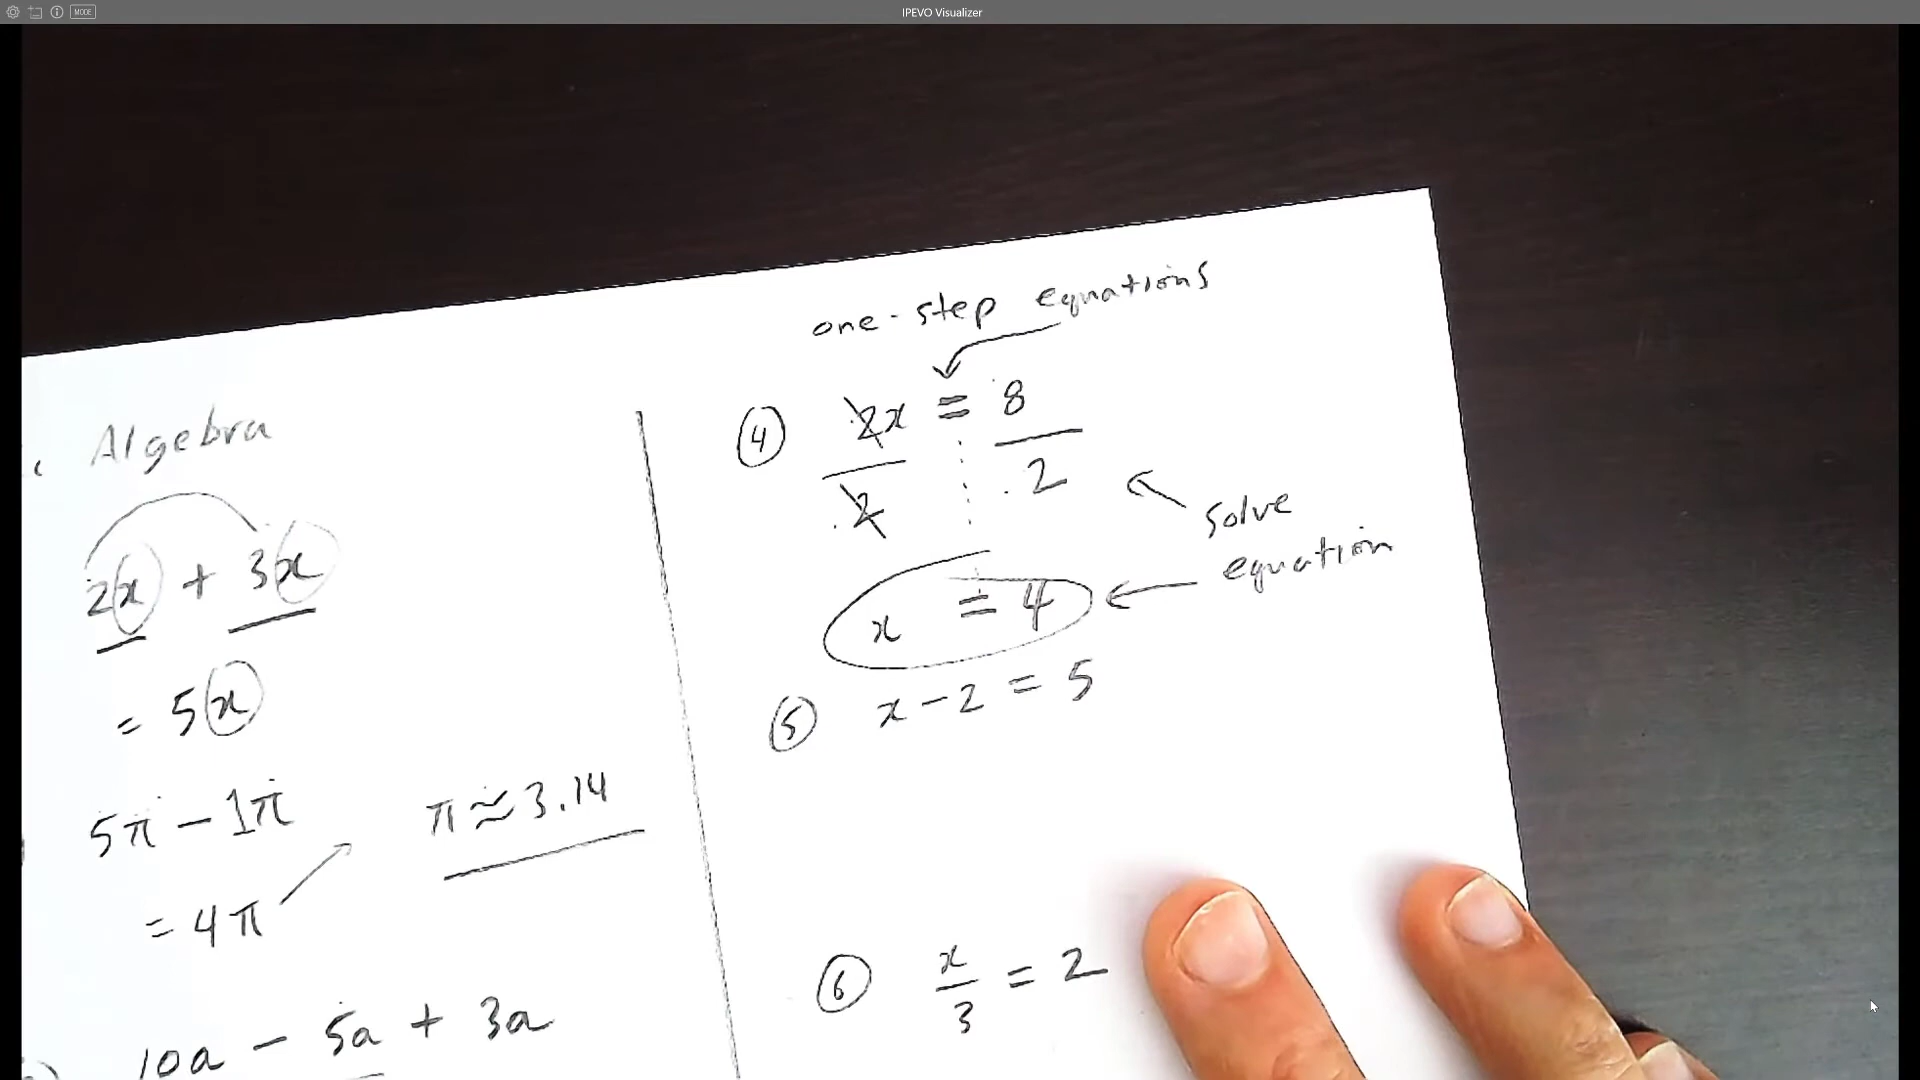 MODE
IPEVO Visualizer
Algebra
2x + 3x
= 5x
5π - 1π
π ≈ 3.14
= 4π
10a - 5a + 3a
one-step equations
④ 2x = 8
2 2
x = 4
solve
equation
⑤ x - 2 = 5
⑥ x/3 = 2